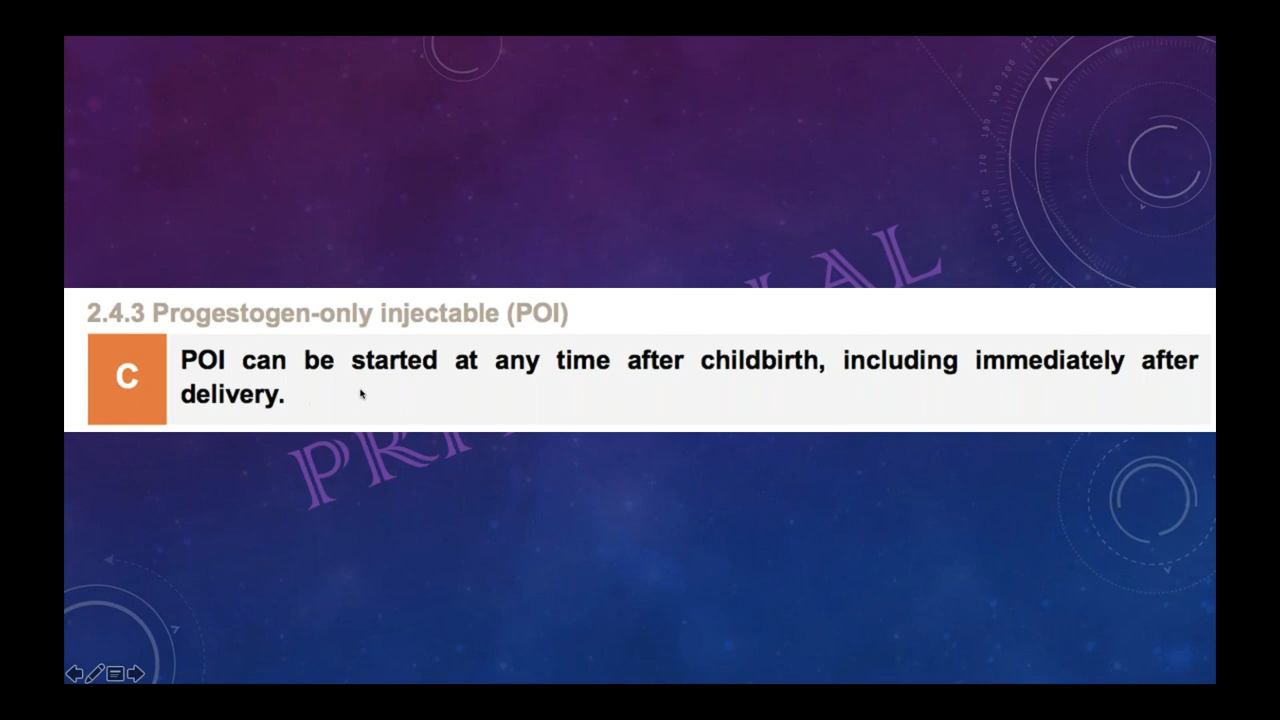 2.4.3 Progestogen-only injectable (POI)
C
POI can be started at any time after childbirth, including immediately after
delivery.